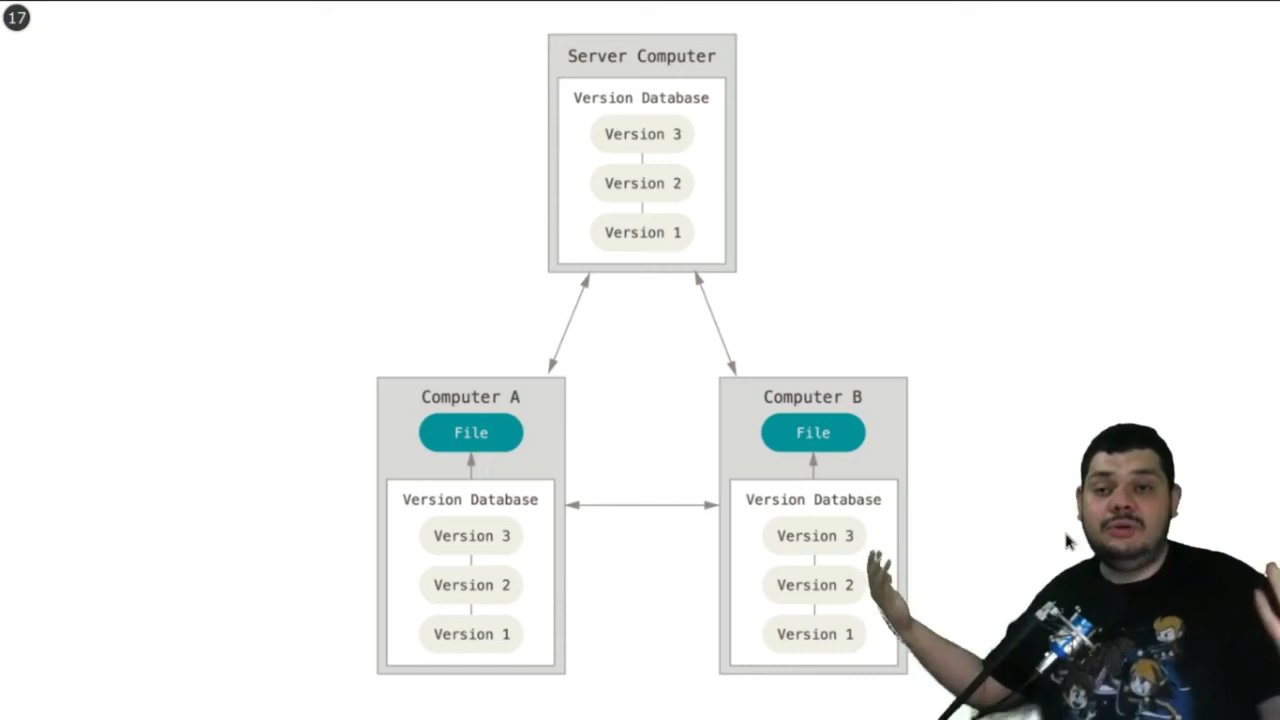 17
Server Computer
Version Database
Version 3
Version 2
Version 1
Computer A
File
Version Database
Version 3
Version 2
Version 1
Computer B
File
Version Database
Version 3
Version 2
Version 1